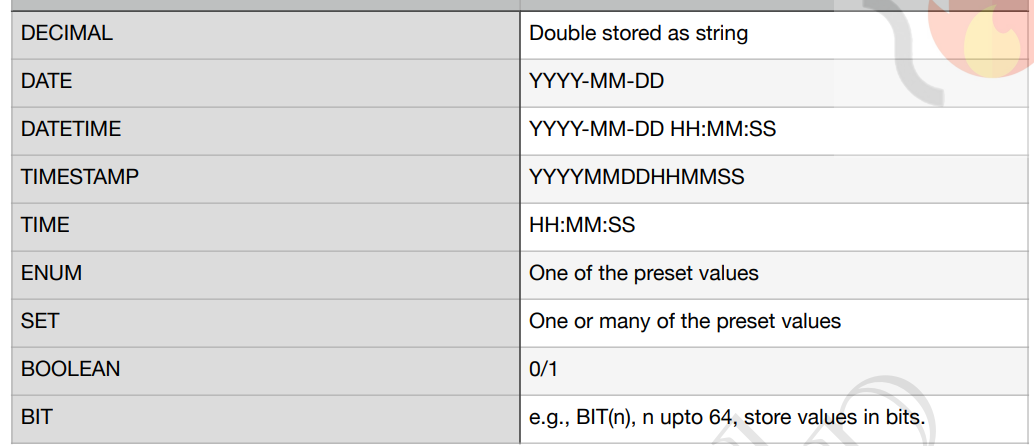 DECIMAL Double stored as string
DATE YYYY-MM-DD
DATETIME YYYY-MM-DD HH:MM:SS
TIMESTAMP YYYYMMDDHHMMSS
TIME HH:MM:SS
ENUM One of the preset values
SET One or many of the preset values
BOOLEAN 0/1
BIT e.g., BIT(n), n upto 64, store values in bits.